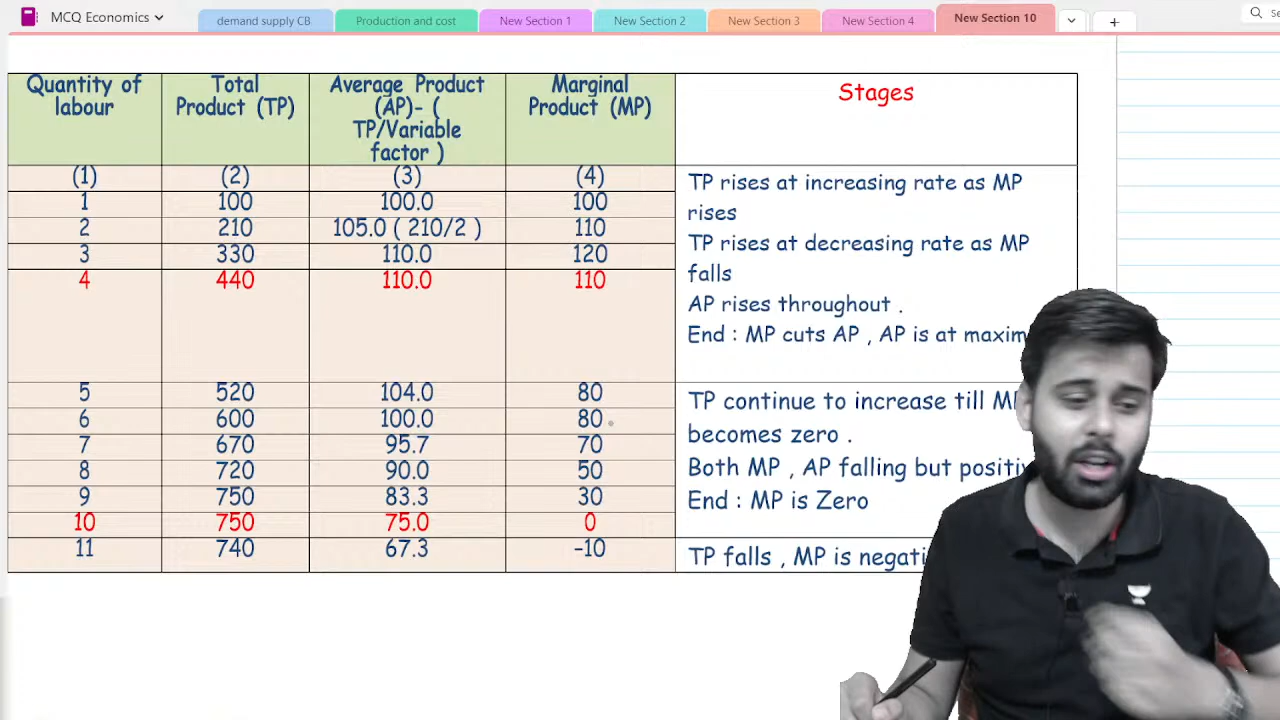 MCQ Economics
demand supply CB
Production and cost
New Section 1
New Section 2
New Section 3
New Section 4
New Section 10
Quantity of labour | Total Product (TP) | Average Product (AP)- ( TP/Variable factor ) | Marginal Product (MP) | Stages
(1) (2) (3) (4)
1 100 100.0 100
2 210 105.0 ( 210/2 ) 110
3 330 110.0 120
4 440 110.0 110
TP rises at increasing rate as MP
rises
TP rises at decreasing rate as MP
falls
AP rises throughout .
End : MP cuts AP , AP is at maxim
5 520 104.0 80
6 600 100.0 80
7 670 95.7 70
8 720 90.0 50
9 750 83.3 30
10 750 75.0 0
TP continue to increase till
becomes zero .
Both MP , AP falling but positiv
End : MP is Zero
11 740 67.3 -10
TP falls , MP is negati